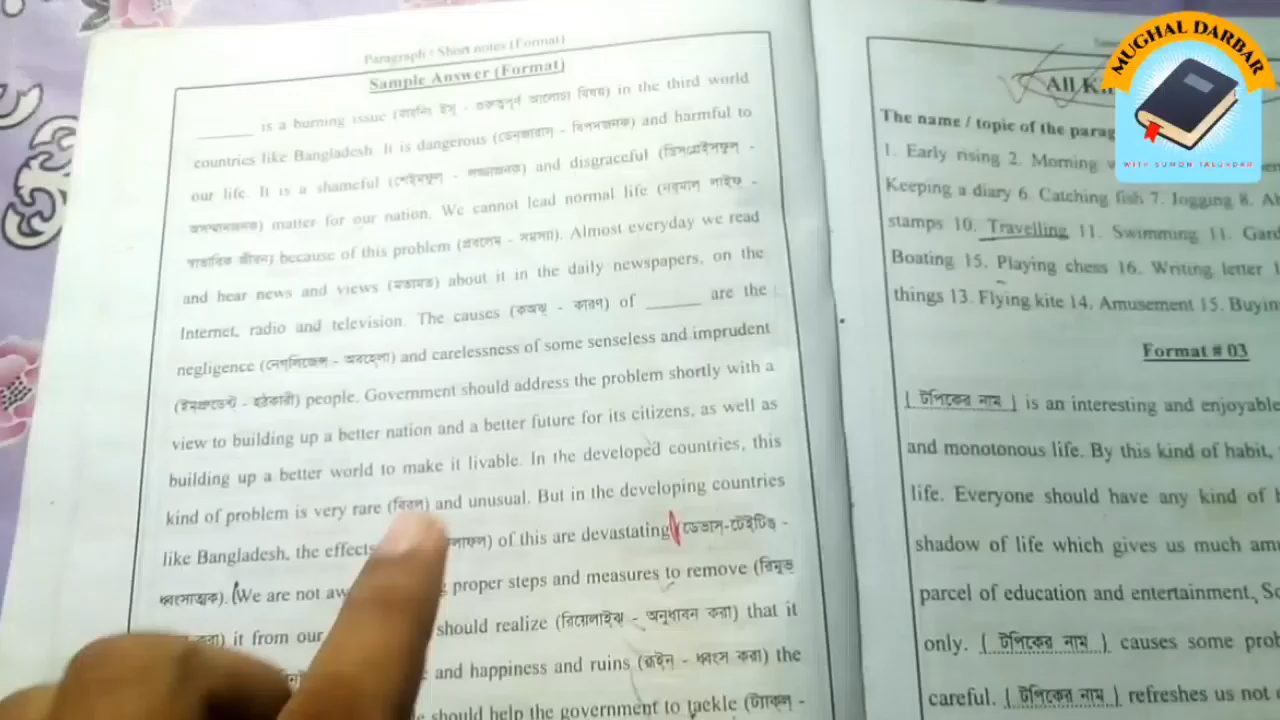 Paragraph / Short notes (Format)
Sample Answer (Format)
is a burning issue (বার্নিং ইসু - গুরুত্বপূর্ণ আলোচ্য বিষয়) in the third world
countries like Bangladesh. It is dangerous (ডেনজারাস - বিপদজনক) and harmful to
our life. It is a shameful (শেইমফুল - লজ্জাজনক) and disgraceful (ডিসগ্রেইসফুল -
অসম্মানজনক) matter for our nation. We cannot lead normal life (নরমাল লাইফ -
স্বাভাবিক জীবন) because of this problem (প্রবলেম - সমস্যা). Almost everyday we read
and hear news and views (মতামত) about it in the daily newspapers, on the
Internet, radio and television. The causes (কজ্জ - কারণ) of ______ are the
negligence (নেগলিজেন্স - অবহেলা) and carelessness of some senseless and imprudent
(ইমপ্রুডেন্ট - হঠকারী) people. Government should address the problem shortly with a
view to building up a better nation and a better future for its citizens, as well as
building up a better world to make it livable. In the developed countries, this
kind of problem is very rare (বিরল) and unusual. But in the developing countries
like Bangladesh, the effects of this are devastating (ডেভাস-টেইটিং -
ধ্বংসাত্মক). (We are not proper steps and measures to remove (রিমুভ
it from our should realize (রিয়েলাইজ - অনুধাবন করা) that it
and happiness and ruins (রুইন - ধ্বংস করা) the
should help the government to tackle (ট্যাকল -
All
The name / topic of the parag
1. Early rising 2. Morning
Keeping a diary 6. Catching fish 7. Jogging 8.
stamps 10. Travelling 11. Swimming 11. Gard
Boating 15. Playing chess 16. Writing letter
things 13. Flying kite 14. Amusement 15. Buyin
Format # 03
[ টপিকের নাম ] is an interesting and enjoyable
and monotonous life. By this kind of habit,
life. Everyone should have any kind of
shadow of life which gives us much am
parcel of education and entertainment, So
only. [ টপিকের নাম ] causes some prob
careful. [ টপিকের নাম ] refreshes us not
MUGHAL DARBAR
WITH SUMON TALUKDAR